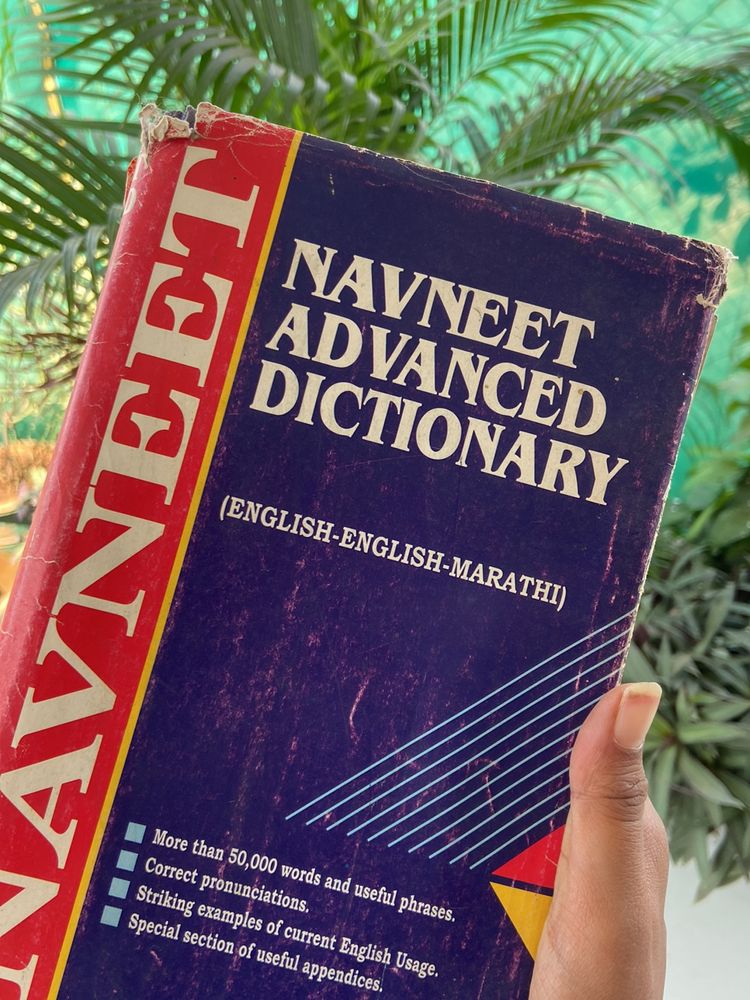 NAVNEET
NAVNEET
ADVANCED
DICTIONARY
(ENGLISH-ENGLISH-MARATHI)
More than 50,000 words and useful phrases.
Correct pronunciations.
Striking examples of current English Usage.
Special section of useful appendices.